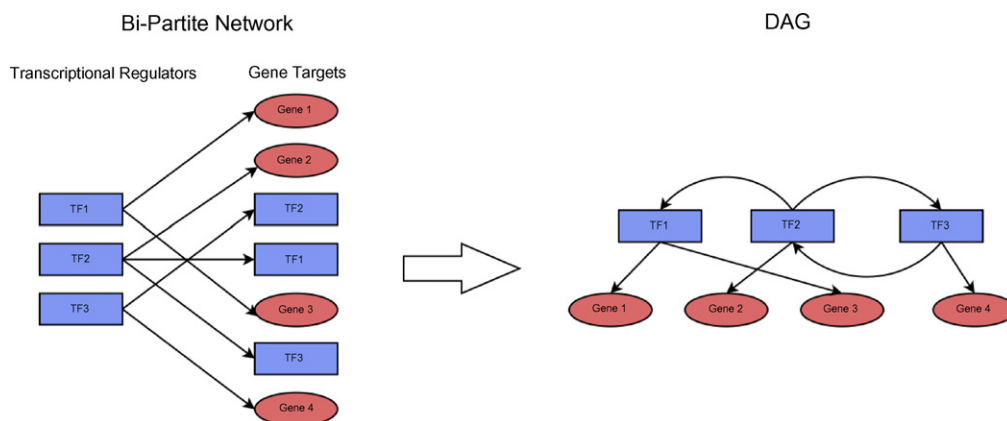 Bi-Partite Network
Transcriptional Regulators
Gene Targets
Gene 1
Gene 2
TF1
TF2
TF2
TF1
TF3
Gene 3
TF3
Gene 4
DAG
TF1
TF2
TF3
Gene 1
Gene 2
Gene 3
Gene 4